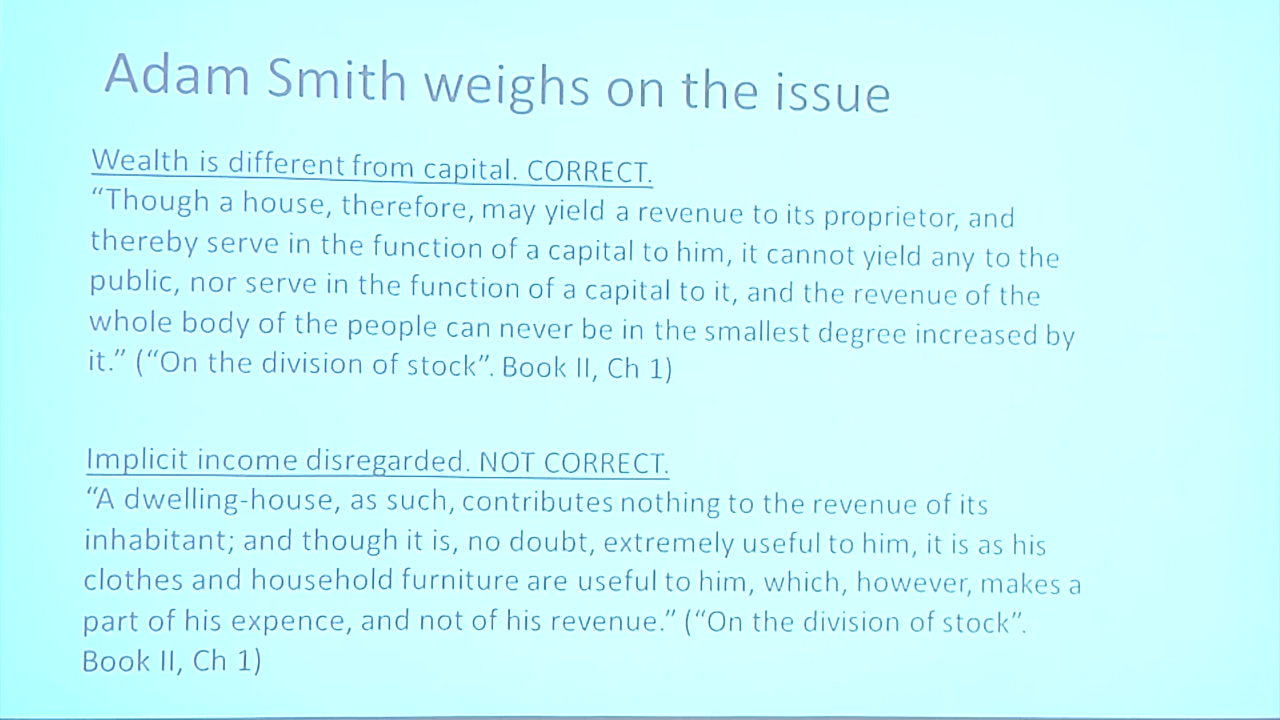 Adam Smith weighs on the issue
Wealth is different from capital. CORRECT.
“Though a house, therefore, may yield a revenue to its proprietor, and
thereby serve in the function of a capital to him, it cannot yield any to the
public, nor serve in the function of a capital to it, and the revenue of the
whole body of the people can never be in the smallest degree increased by
it.” (“On the division of stock”. Book II, Ch 1)
Implicit income disregarded. NOT CORRECT.
“A dwelling-house, as such, contributes nothing to the revenue of its
inhabitant; and though it is, no doubt, extremely useful to him, it is as his
clothes and household furniture are useful to him, which, however, makes a
part of his expence, and not of his revenue.” (“On the division of stock”.
Book II, Ch 1)